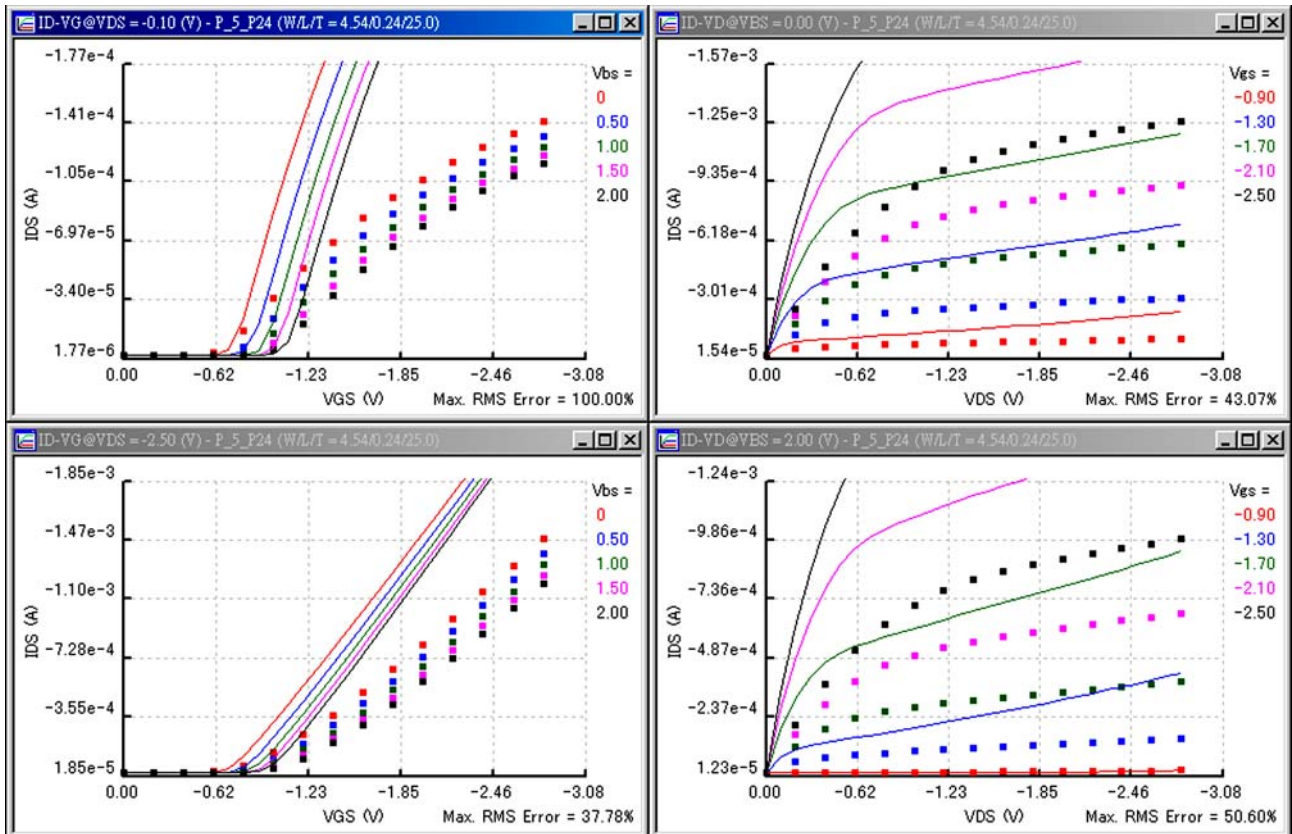 ID-VG@VDS = -0.10 (V) - P_5_P24 (W/L/T = 4.54/0.24/25.0)
-1.77e-4
-1.41e-4
-1.05e-4
-6.97e-5
-3.40e-5
1.77e-6
IDS (A)
Vbs =
0
0.50
1.00
1.50
2.00
0.00 -0.62 -1.23 -1.85 -2.46 -3.08
VGS (V) Max. RMS Error = 100.00%
ID-VD@VBS = 0.00 (V) - P_5_P24 (W/L/T = 4.54/0.24/25.0)
-1.57e-3
-1.25e-3
-9.35e-4
-6.18e-4
-3.01e-4
1.54e-5
IDS (A)
Vgs =
-0.90
-1.30
-1.70
-2.10
-2.50
0.00 -0.62 -1.23 -1.85 -2.46 -3.08
VDS (V) Max. RMS Error = 43.07%
ID-VG@VDS = -2.50 (V) - P_5_P24 (W/L/T = 4.54/0.24/25.0)
-1.85e-3
-1.47e-3
-1.10e-3
-7.28e-4
-3.55e-4
1.85e-5
IDS (A)
Vbs =
0
0.50
1.00
1.50
2.00
0.00 -0.62 -1.23 -1.85 -2.46 -3.08
VGS (V) Max. RMS Error = 37.78%
ID-VD@VBS = 2.00 (V) - P_5_P24 (W/L/T = 4.54/0.24/25.0)
-1.24e-3
-9.86e-4
-7.36e-4
-4.87e-4
-2.37e-4
1.23e-5
IDS (A)
Vgs =
-0.90
-1.30
-1.70
-2.10
-2.50
0.00 -0.62 -1.23 -1.85 -2.46 -3.08
VDS (V) Max. RMS Error = 50.60%